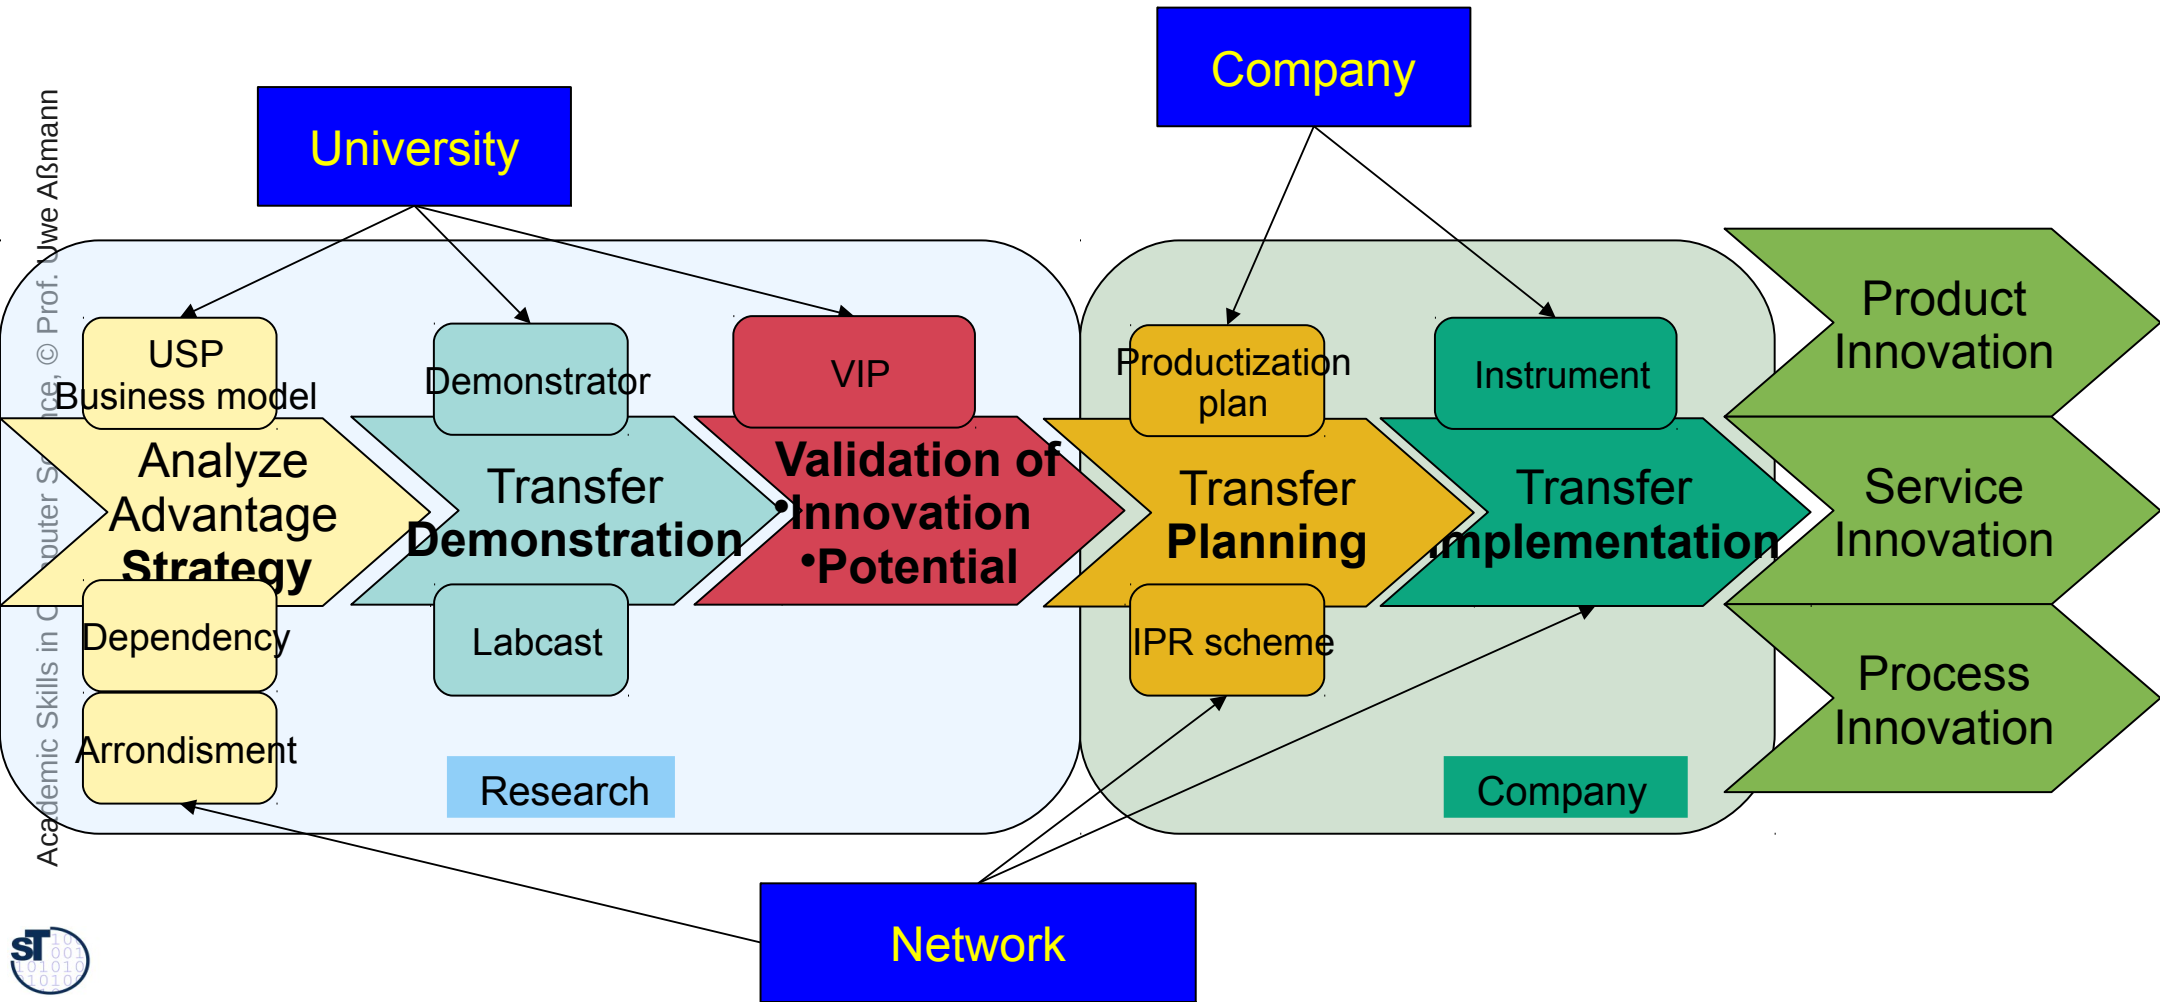 Company
University
USP
Business model
Demonstrator
VIP
Productization
plan
Instrument
Analyze
Advantage
Strategy
Transfer
Demonstration
Validation of
•Innovation
•Potential
Transfer
Planning
Transfer
Implementation
Product
Innovation
Service
Innovation
Process
Innovation
Dependency
Arrondisment
Labcast
IPR scheme
Research
Company
Network
Academic Skills in Computer Science, © Prof. Uwe Aßmann
ST